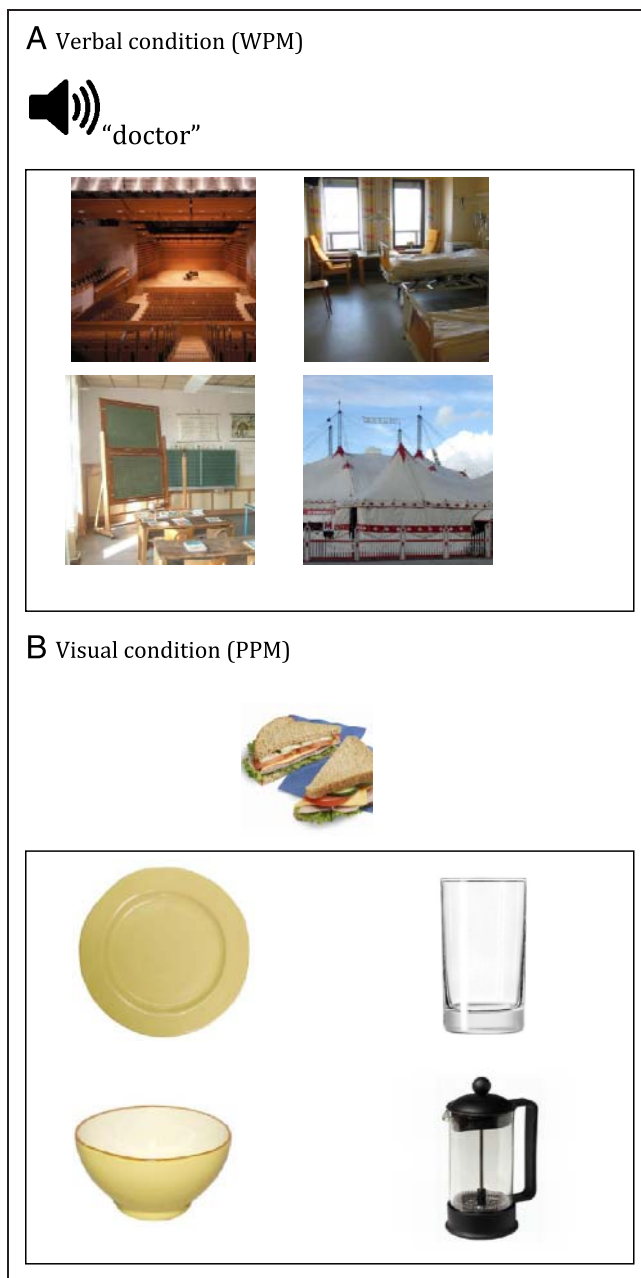 A Verbal condition (WPM)
“doctor”
B Visual condition (PPM)